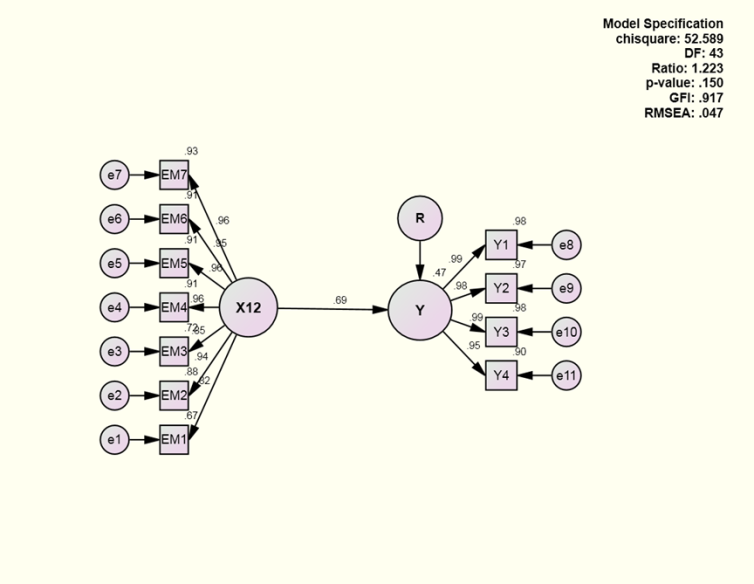 Model Specification
chisquare: 52.589
DF: 43
Ratio: 1.223
p-value: .150
GFI: .917
RMSEA: .047
.93
e7 EM7
.91
.96
e6 EM6
.95
.91
e5 EM5
.96
.91
e4 EM4
.96
.72
.85
e3 EM3
.94
.88
.82
e2 EM2
.67
e1 EM1
X12
.69
R
.47
Y
.98
.99
Y1 e8
.97
.98
Y2 e9
.98
.99
Y3 e10
.90
.95
Y4 e11